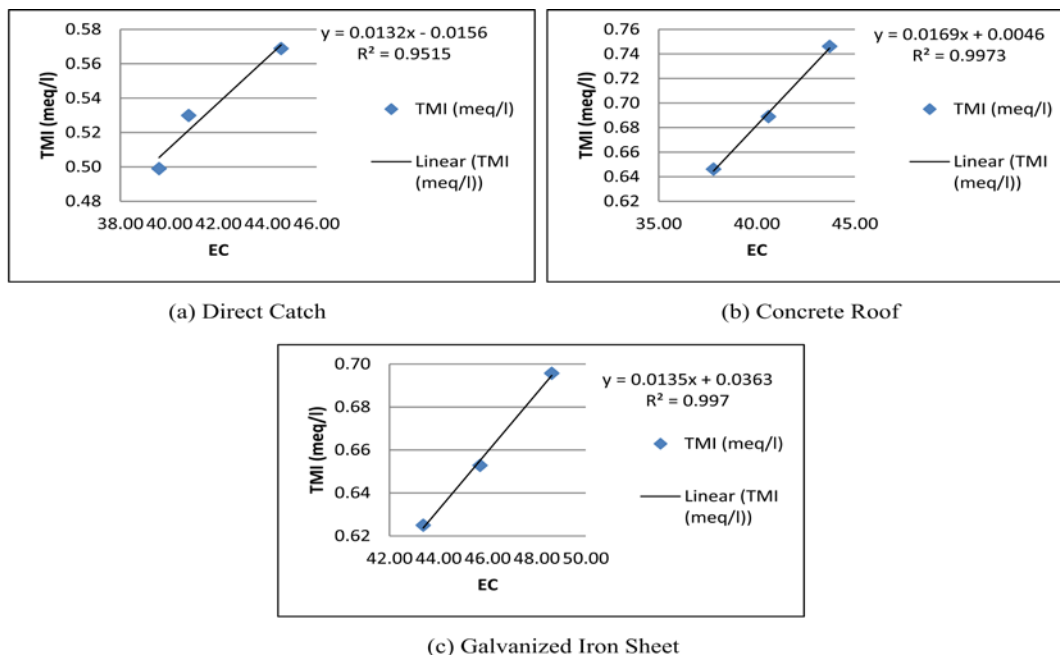 0.58
0.56
0.54
0.52
0.50
0.48
TMI (meq/l)
38.00 40.00 42.00 44.00 46.00
EC
y = 0.0132x - 0.0156
R² = 0.9515
TMI (meq/l)
Linear (TMI
(meq/l))
(a) Direct Catch
0.76
0.74
0.72
0.70
0.68
0.66
0.64
0.62
TMI (meq/l)
35.00 40.00 45.00
EC
y = 0.0169x + 0.0046
R² = 0.9973
TMI (meq/l)
Linear (TMI
(meq/l))
(b) Concrete Roof
0.70
0.68
0.66
0.64
0.62
TMI (meq/l)
42.00 44.00 46.00 48.00 50.00
EC
y = 0.0135x + 0.0363
R² = 0.997
TMI (meq/l)
Linear (TMI
(meq/l))
(c) Galvanized Iron Sheet